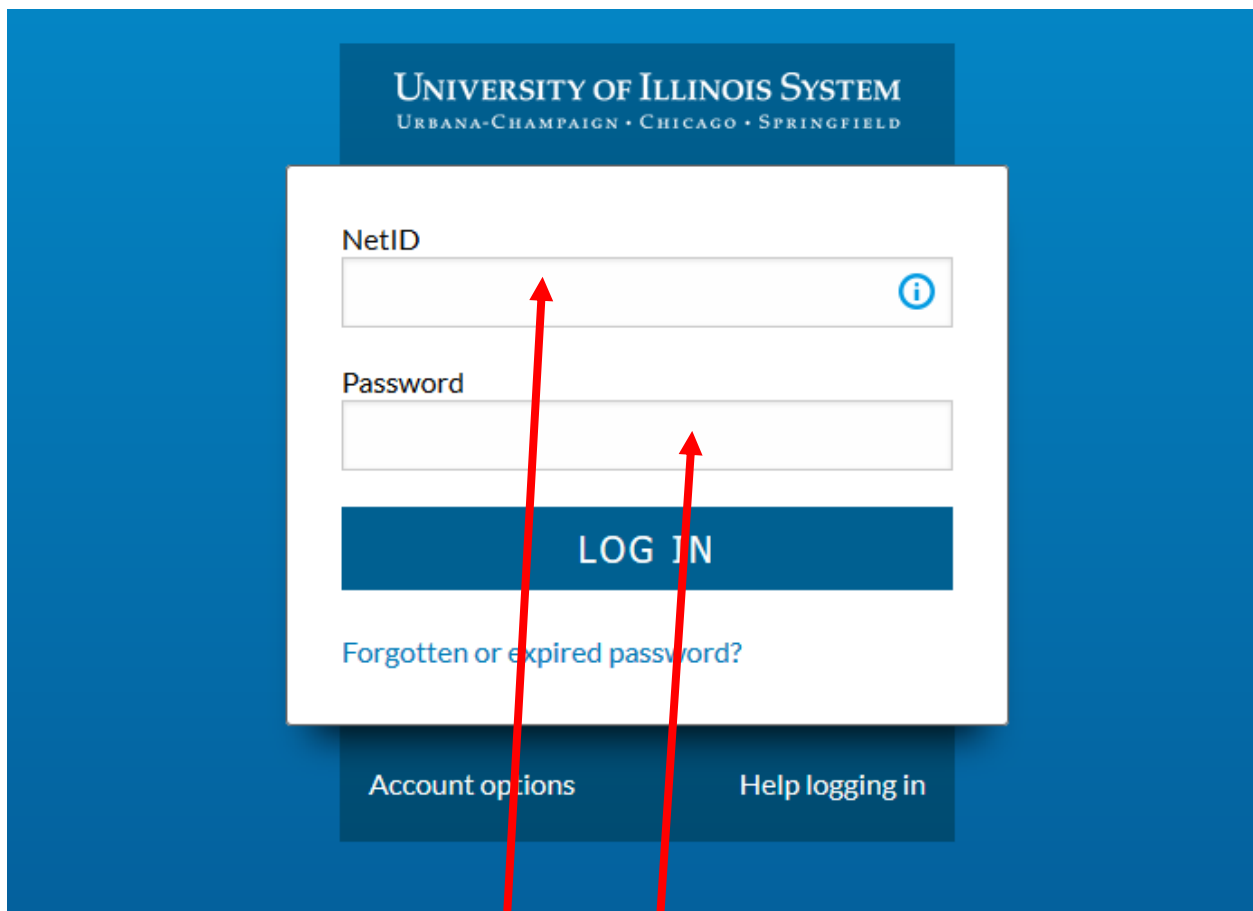 UNIVERSITY OF ILLINOIS SYSTEM
URBANA-CHAMPAIGN • CHICAGO • SPRINGFIELD
NetID
Password
LOG IN
Forgotten or expired password?
Account options Help logging in